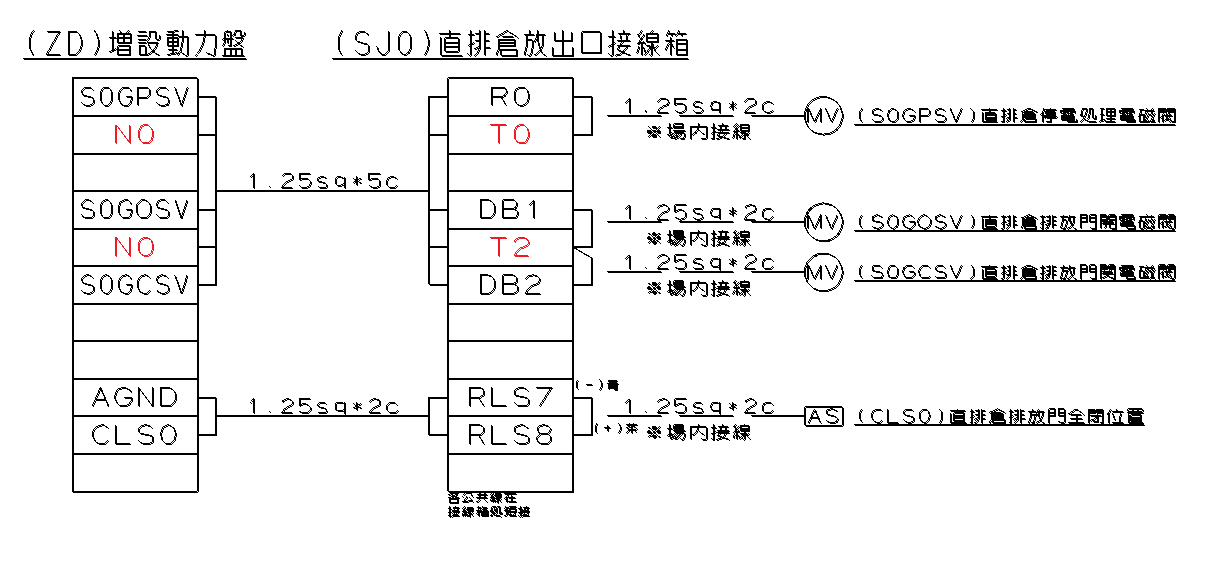 (ZD)增設動力盤
(SJ0)直排倉放出口接線箱
S0GPSV
N0
S0GOSV
N0
S0GCSV
AGND
CLS0
1.25sq*5c
1.25sq*2c
R0
T0
DB1
T2
DB2
RLS7
RLS8
(-)青
(+)茶
各公共線在
接線箱処短接
1.25sq*2c
※場内接線
MV
(S0GPSV)直排倉停電処理電磁閥
1.25sq*2c
※場内接線
MV
(S0GOSV)直排倉排放門開電磁閥
1.25sq*2c
※場内接線
MV
(S0GCSV)直排倉排放門関電磁閥
1.25sq*2c
※場内接線
AS
(CLS0)直排倉排放門全閉位置